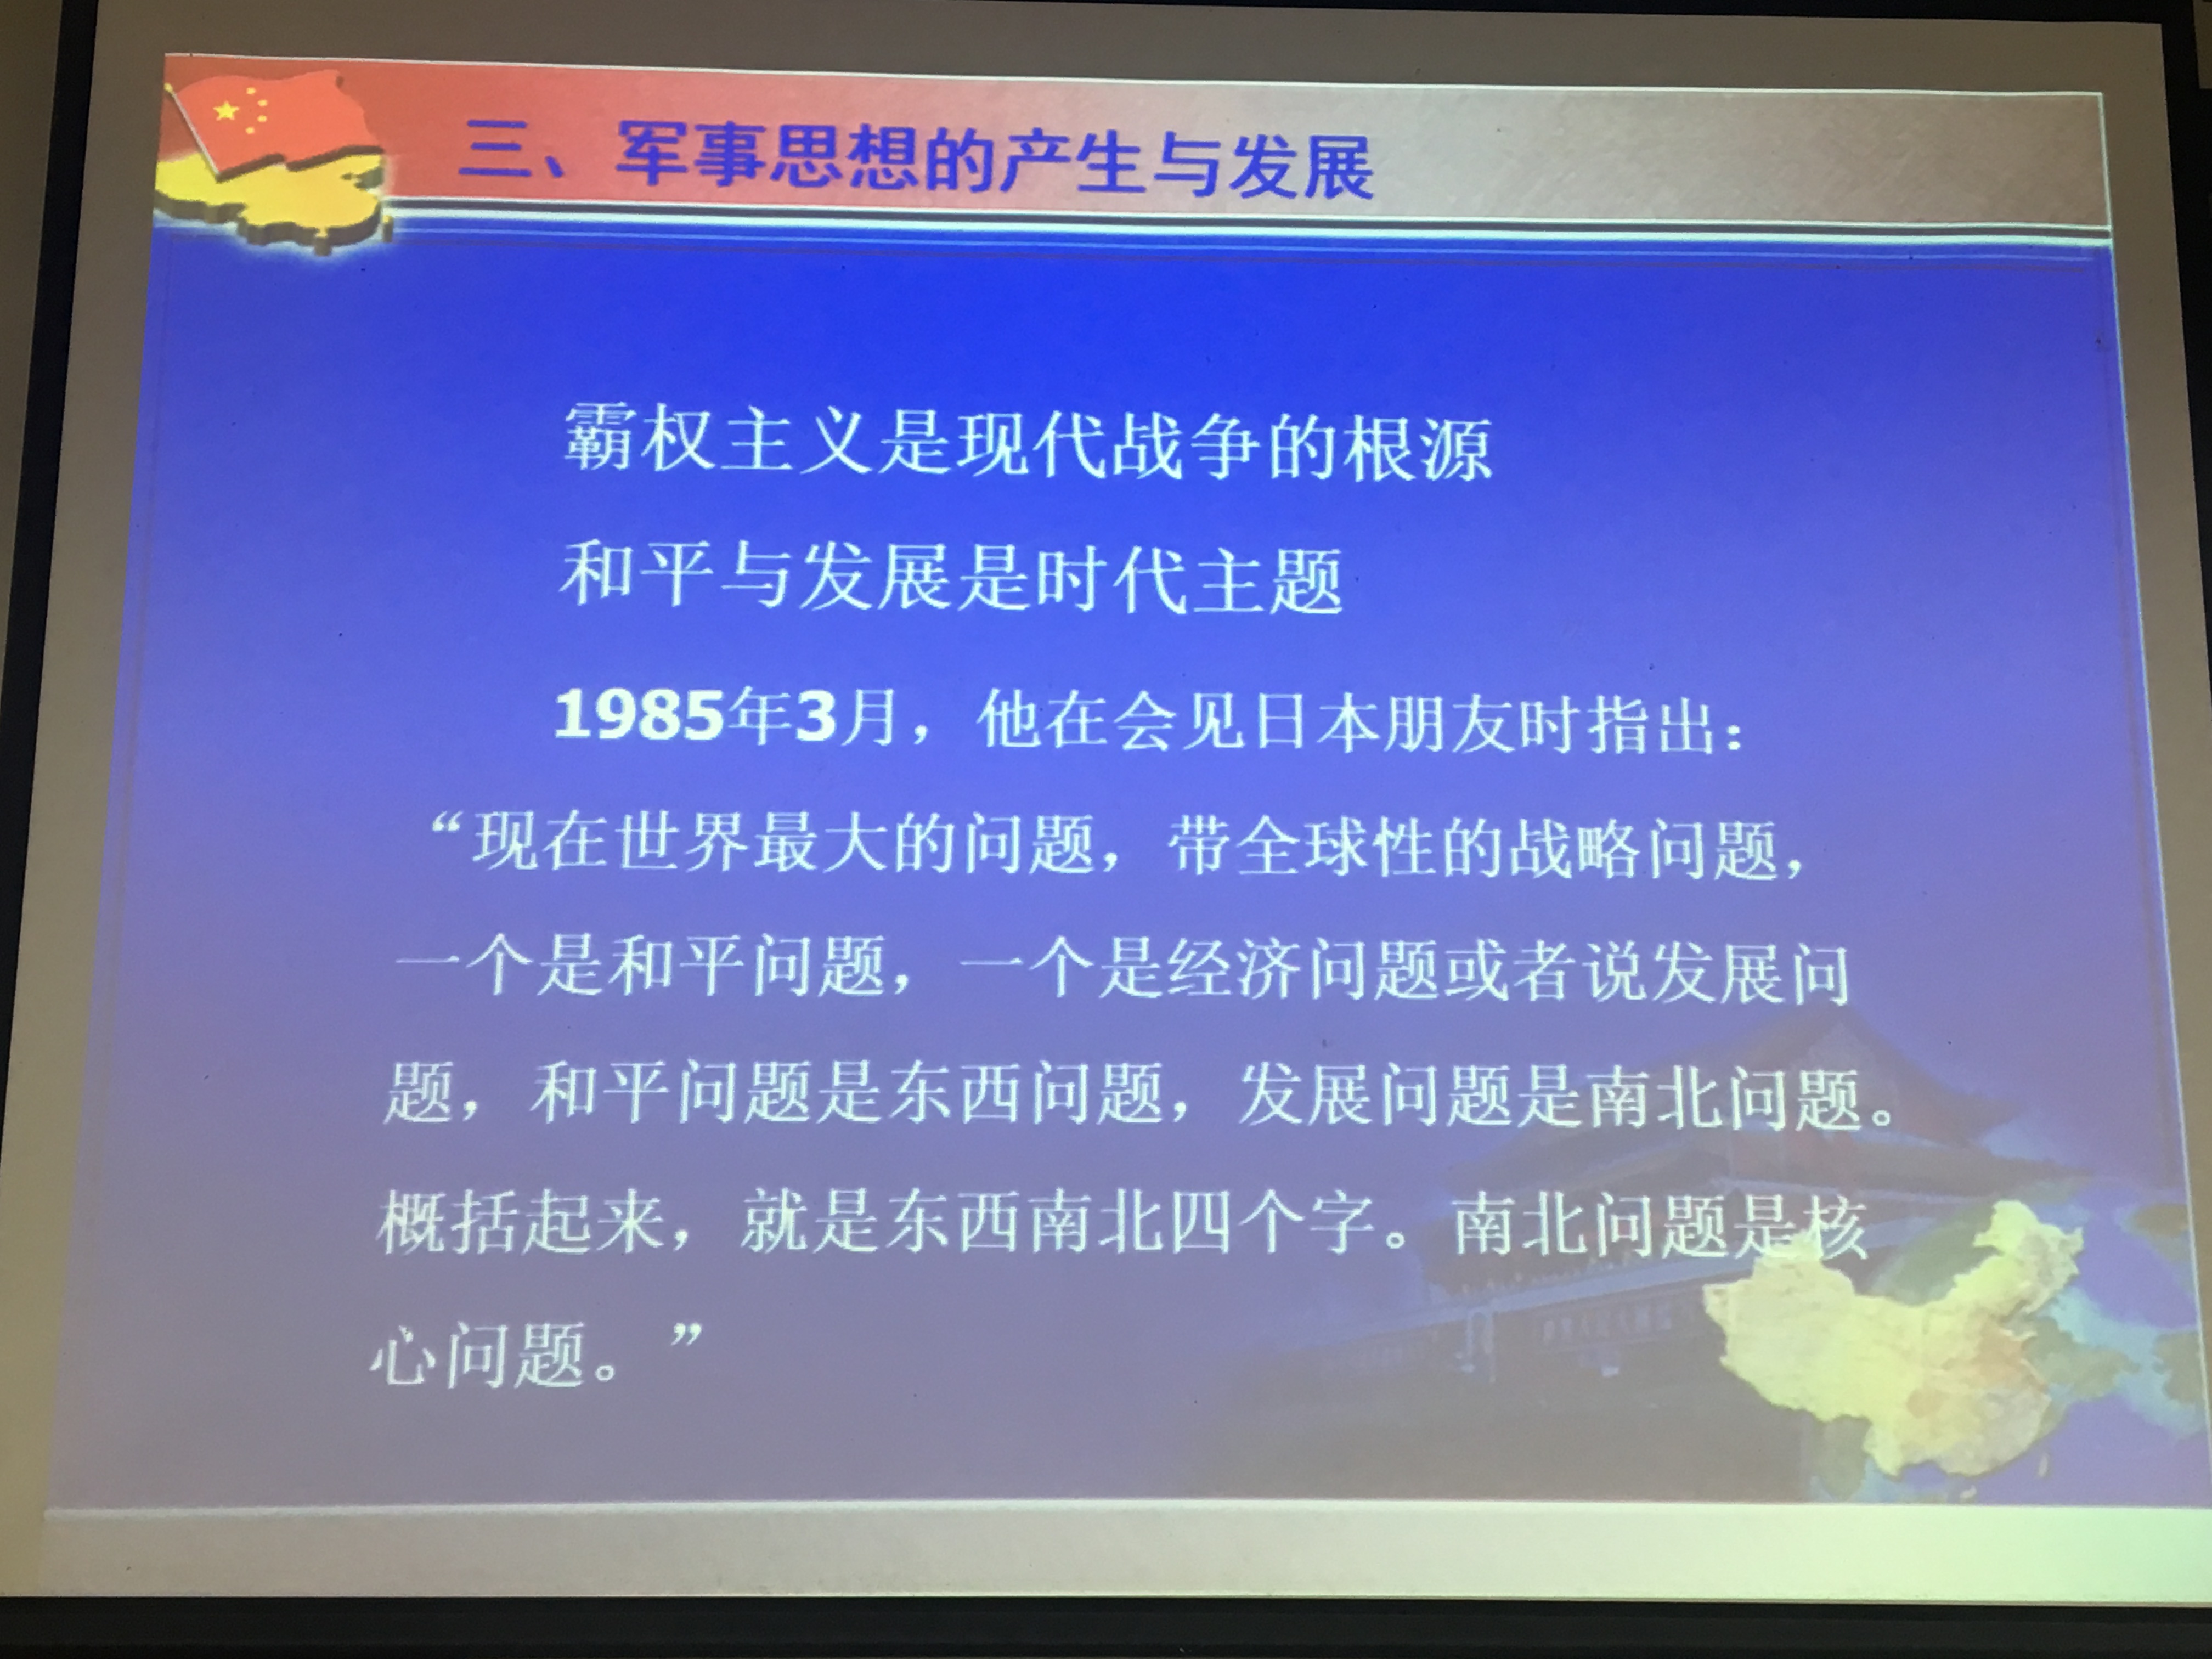 三、军事思想的产生与发展
霸权主义是现代战争的根源
和平与发展是时代主题
1985年3月，他在会见日本朋友时指出：
“现在世界最大的问题，带全球性的战略问题，
一个是和平问题，一个是经济问题或者说发展问
题，和平问题是东西问题，发展问题是南北问题。
概括起来，就是东西南北四个字。南北问题是核
心问题。”